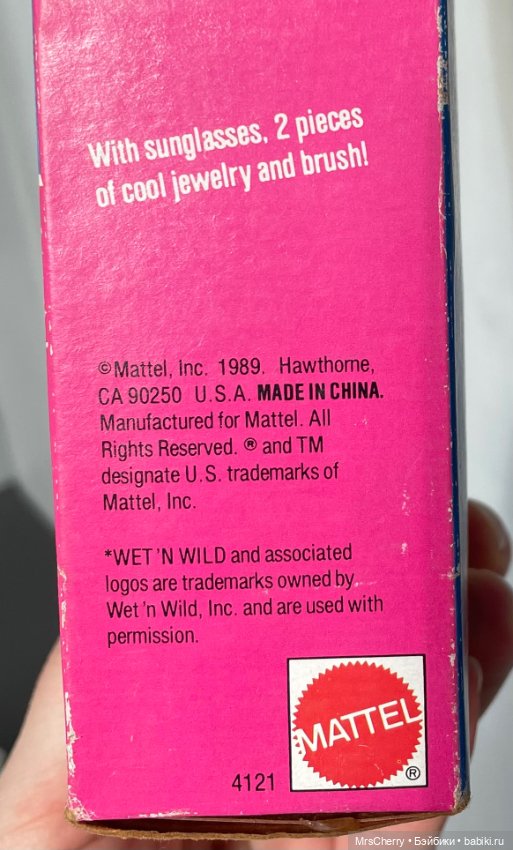 With sunglasses, 2 pieces
of cool jewelry and brush!
©Mattel, Inc. 1989. Hawthorne,
CA 90250 U.S.A. MADE IN CHINA.
Manufactured for Mattel. All
Rights Reserved. ® and TM
designate U.S. trademarks of
Mattel, Inc.
*WET 'N WILD and associated
logos are trademarks owned by
Wet 'n Wild, Inc. and are used with
permission.
MATTEL
®
4121
MrsCherry • Бэйбики • babiki.ru